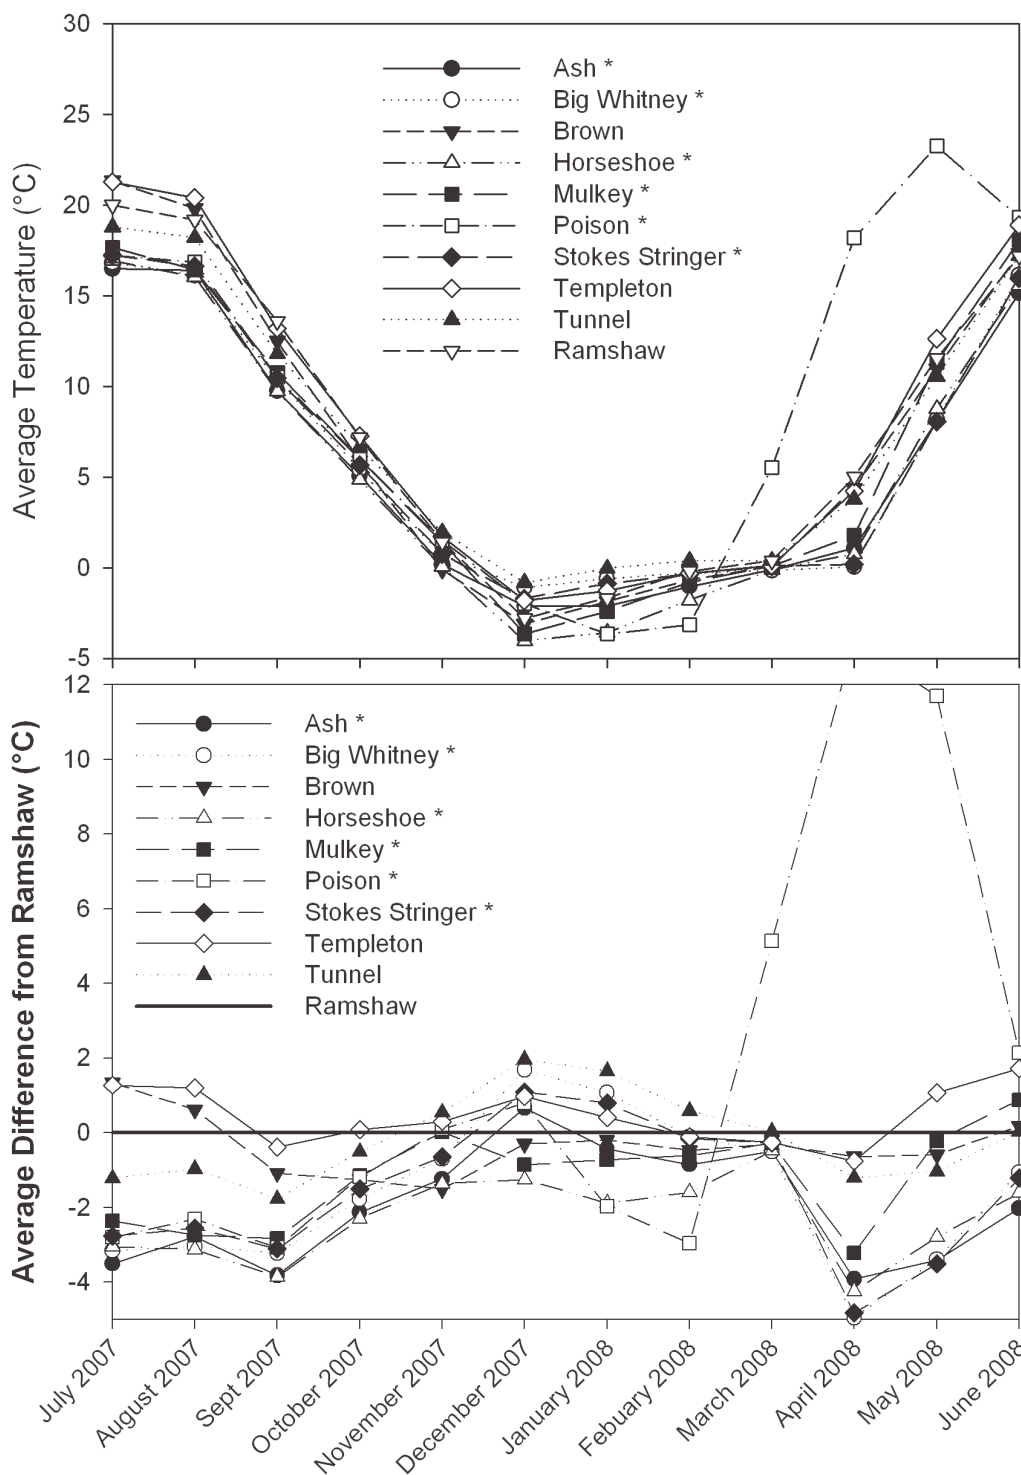 30
25
20
15
10
5
0
-5
Average Temperature (°C)
Ash *
Big Whitney *
Brown
Horseshoe *
Mulkey *
Poison *
Stokes Stringer *
Templeton
Tunnel
Ramshaw
12
10
8
6
4
2
0
-2
-4
Average Difference from Ramshaw (°C)
Ash *
Big Whitney *
Brown
Horseshoe *
Mulkey *
Poison *
Stokes Stringer *
Templeton
Tunnel
Ramshaw
July 2007
August 2007
Sept 2007
October 2007
November 2007
December 2007
January 2008
Febuary 2008
March 2008
April 2008
May 2008
June 2008